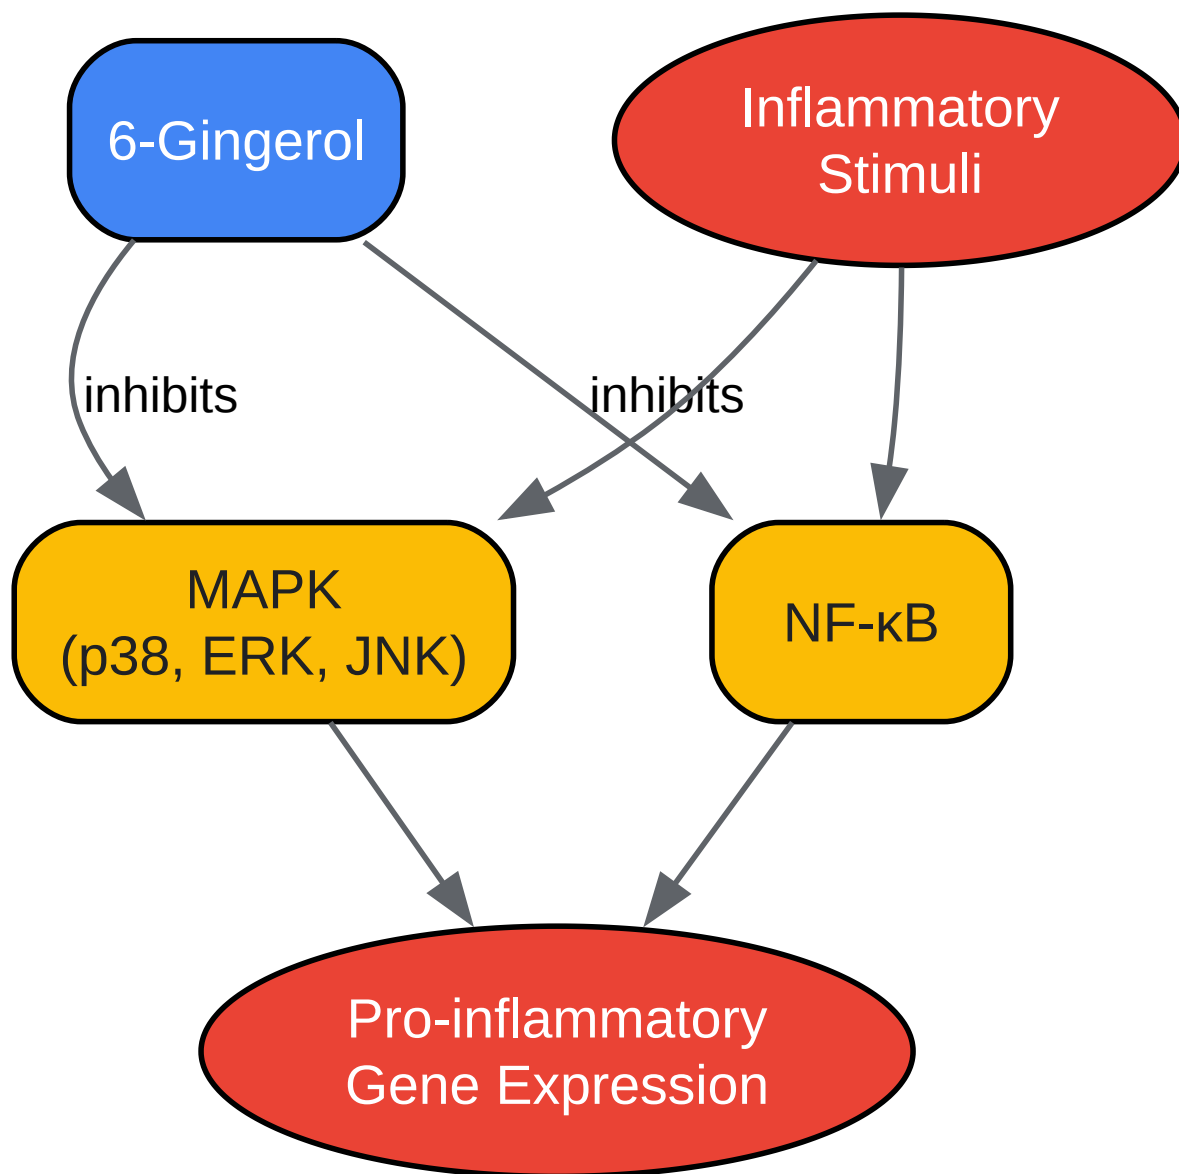 6-Gingerol
Inflammatory
Stimuli
inhibits
inhibits
MAPK
(p38, ERK, JNK)
NF-κB
Pro-inflammatory
Gene Expression